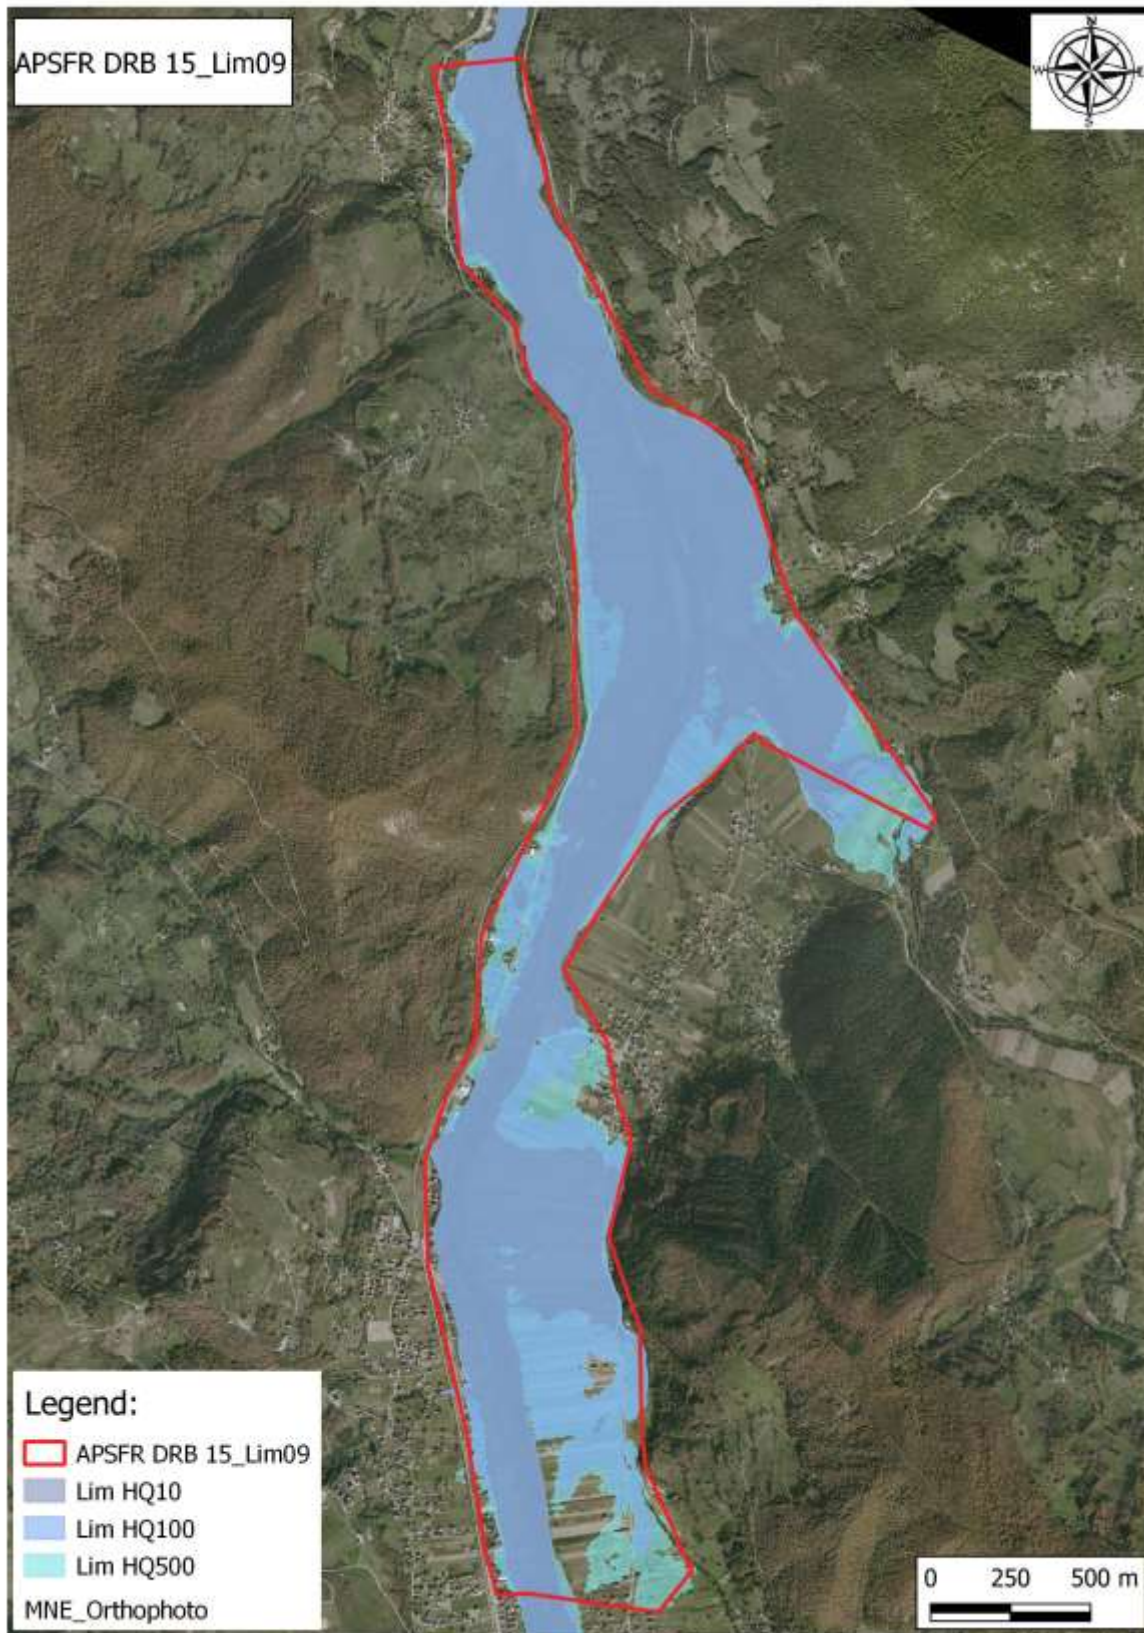 APSFR DRB 15_Lim09
N
W E
S
Legend:
APSFR DRB 15_Lim09
Lim HQ10
Lim HQ100
Lim HQ500
MNE_Orthophoto
0 250 500 m